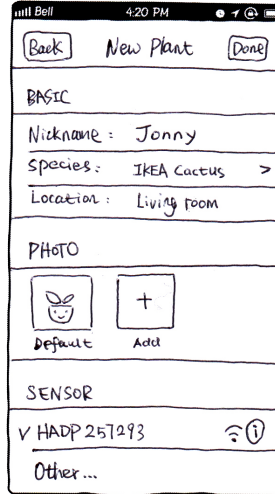 Bell 4:20 PM
Back New Plant Done
BASIC
Nickname: Jonny
Species: IKEA Cactus >
Location: Living room
PHOTO
+
Default Add
SENSOR
✓ HADP 257293 i
Other...